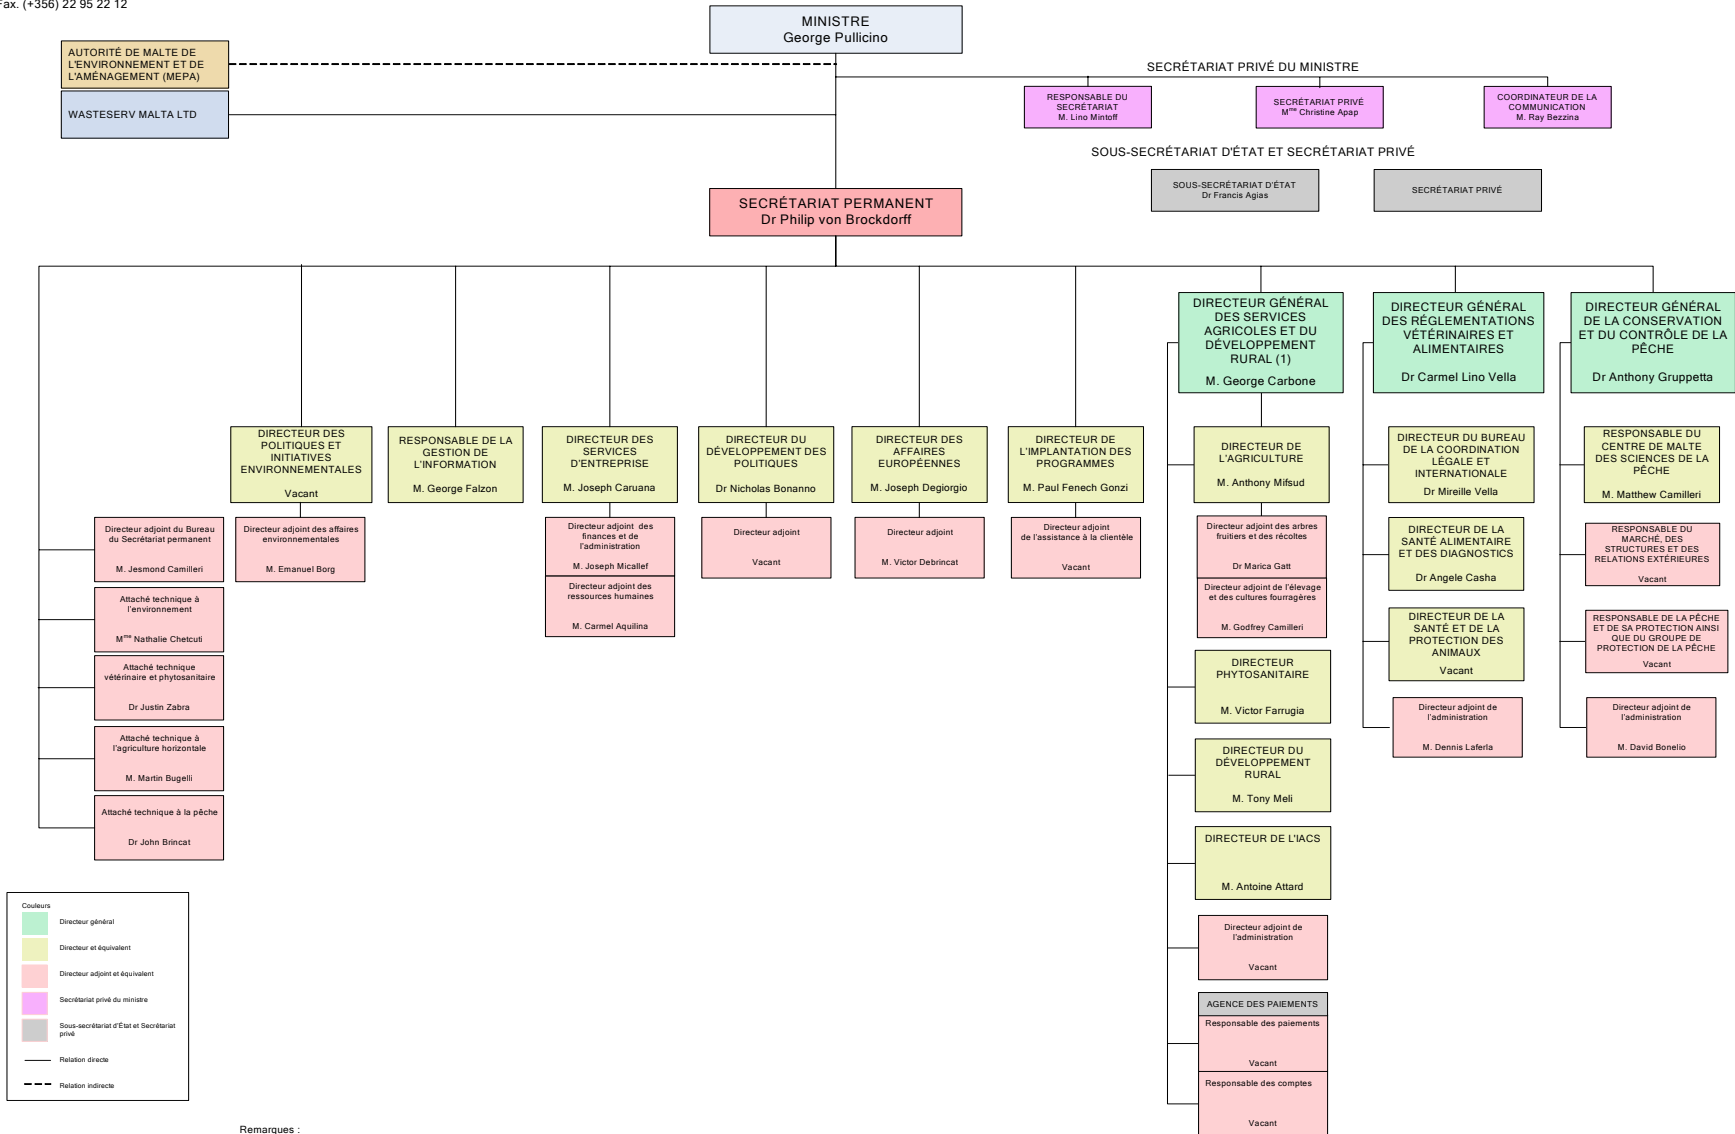 Fax. (+356) 22 95 22 12
MINISTRE
George Pullicino
AUTORITÉ DE MALTE DE
L'ENVIRONNEMENT ET DE
L'AMÉNAGEMENT (MEPA)
WASTESERV MALTA LTD
SECRÉTARIAT PRIVÉ DU MINISTRE
RESPONSABLE DU
SECRÉTARIAT
M. Lino Mintoff
SECRÉTARIAT PRIVÉ
Mme Christine Apap
COORDINATEUR DE LA
COMMUNICATION
M. Ray Bezzina
SOUS-SECRÉTARIAT D'ÉTAT ET SECRÉTARIAT PRIVÉ
SOUS-SECRÉTARIAT D'ÉTAT
Dr Francis Agias
SECRÉTARIAT PRIVÉ
SECRÉTARIAT PERMANENT
Dr Philip von Brockdorff
DIRECTEUR GÉNÉRAL
DES SERVICES
AGRICOLES ET DU
DÉVELOPPEMENT
RURAL (1)
M. George Carbone
DIRECTEUR GÉNÉRAL
DES RÉGLEMENTATIONS
VÉTÉRINAIRES ET
ALIMENTAIRES
Dr Carmel Lino Vella
DIRECTEUR GÉNÉRAL
DE LA CONSERVATION
ET DU CONTRÔLE DE LA
PÊCHE
Dr Anthony Gruppetta
DIRECTEUR DES
POLITIQUES ET
INITIATIVES
ENVIRONNEMENTALES
Vacant
RESPONSABLE DE LA
GESTION DE
L'INFORMATION
M. George Falzon
DIRECTEUR DES
SERVICES
D'ENTREPRISE
M. Joseph Caruana
DIRECTEUR DU
DÉVELOPPEMENT DES
POLITIQUES
Dr Nicholas Bonanno
DIRECTEUR DES
AFFAIRES
EUROPÉENNES
M. Joseph Degiorgio
DIRECTEUR DE
L'IMPLANTATION DES
PROGRAMMES
M. Paul Fenech Gonzi
DIRECTEUR DE
L'AGRICULTURE
M. Anthony Mifsud
DIRECTEUR DU BUREAU
DE LA COORDINATION
LÉGALE ET
INTERNATIONALE
Dr Mireille Vella
RESPONSABLE DU
CENTRE DE MALTE
DES SCIENCES DE LA
PÊCHE
M. Matthew Camilleri
Directeur adjoint du Bureau
du Secrétariat permanent
M. Jesmond Camilleri
Directeur adjoint des affaires
environnementales
M. Emanuel Borg
Directeur adjoint des
finances et de
l'administration
M. Joseph Micallef
Directeur adjoint des
ressources humaines
M. Carmel Aquilina
Directeur adjoint
Vacant
Directeur adjoint
M. Victor Debrincat
Directeur adjoint
de l'assistance à la clientèle
Vacant
Directeur adjoint des arbres
fruitiers et des récoltes
Dr Marica Gatt
Directeur adjoint de l'élevage
et des cultures fourragères
M. Godfrey Camilleri
DIRECTEUR DE LA
SANTÉ ALIMENTAIRE
ET DES DIAGNOSTICS
Dr Angele Casha
RESPONSABLE DU
MARCHÉ, DES
STRUCTURES ET DES
RELATIONS EXTÉRIEURES
Vacant
Attaché technique à
l'environnement
Mme Nathalie Chetcuti
DIRECTEUR DE LA
SANTÉ ET DE LA
PROTECTION DES
ANIMAUX
Vacant
RESPONSABLE DE LA PÊCHE
ET DE SA PROTECTION AINSI
QUE DU GROUPE DE
PROTECTION DE LA PÊCHE
Vacant
Attaché technique
vétérinaire et phytosanitaire
Dr Justin Zabra
DIRECTEUR
PHYTOSANITAIRE
M. Victor Farrugia
Directeur adjoint de
l'administration
M. Dennis Laferla
Directeur adjoint de
l'administration
M. David Bonelio
Attaché technique à
l'agriculture horizontale
M. Martin Bugelli
DIRECTEUR DU
DÉVELOPPEMENT
RURAL
M. Tony Meli
Attaché technique à la pêche
Dr John Brincat
DIRECTEUR DE L'IACS
M. Antoine Attard
Directeur adjoint de
l'administration
Vacant
AGENCE DES PAIEMENTS
Responsable des paiements
Vacant
Responsable des comptes
Vacant
Couleurs
Directeur général
Directeur et équivalent
Directeur adjoint et équivalent
Secrétariat privé du ministre
Sous-secrétariat d'État et Secrétariat
privé
Relation directe
Relation indirecte
Remarques :